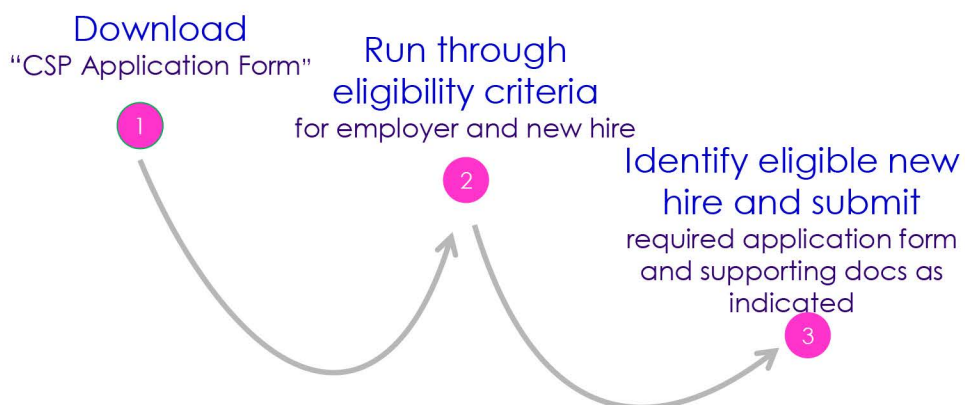 Download
“CSP Application Form”
1
Run through
eligibility criteria
for employer and new hire
2
Identify eligible new
hire and submit
required application form
and supporting docs as
indicated
3